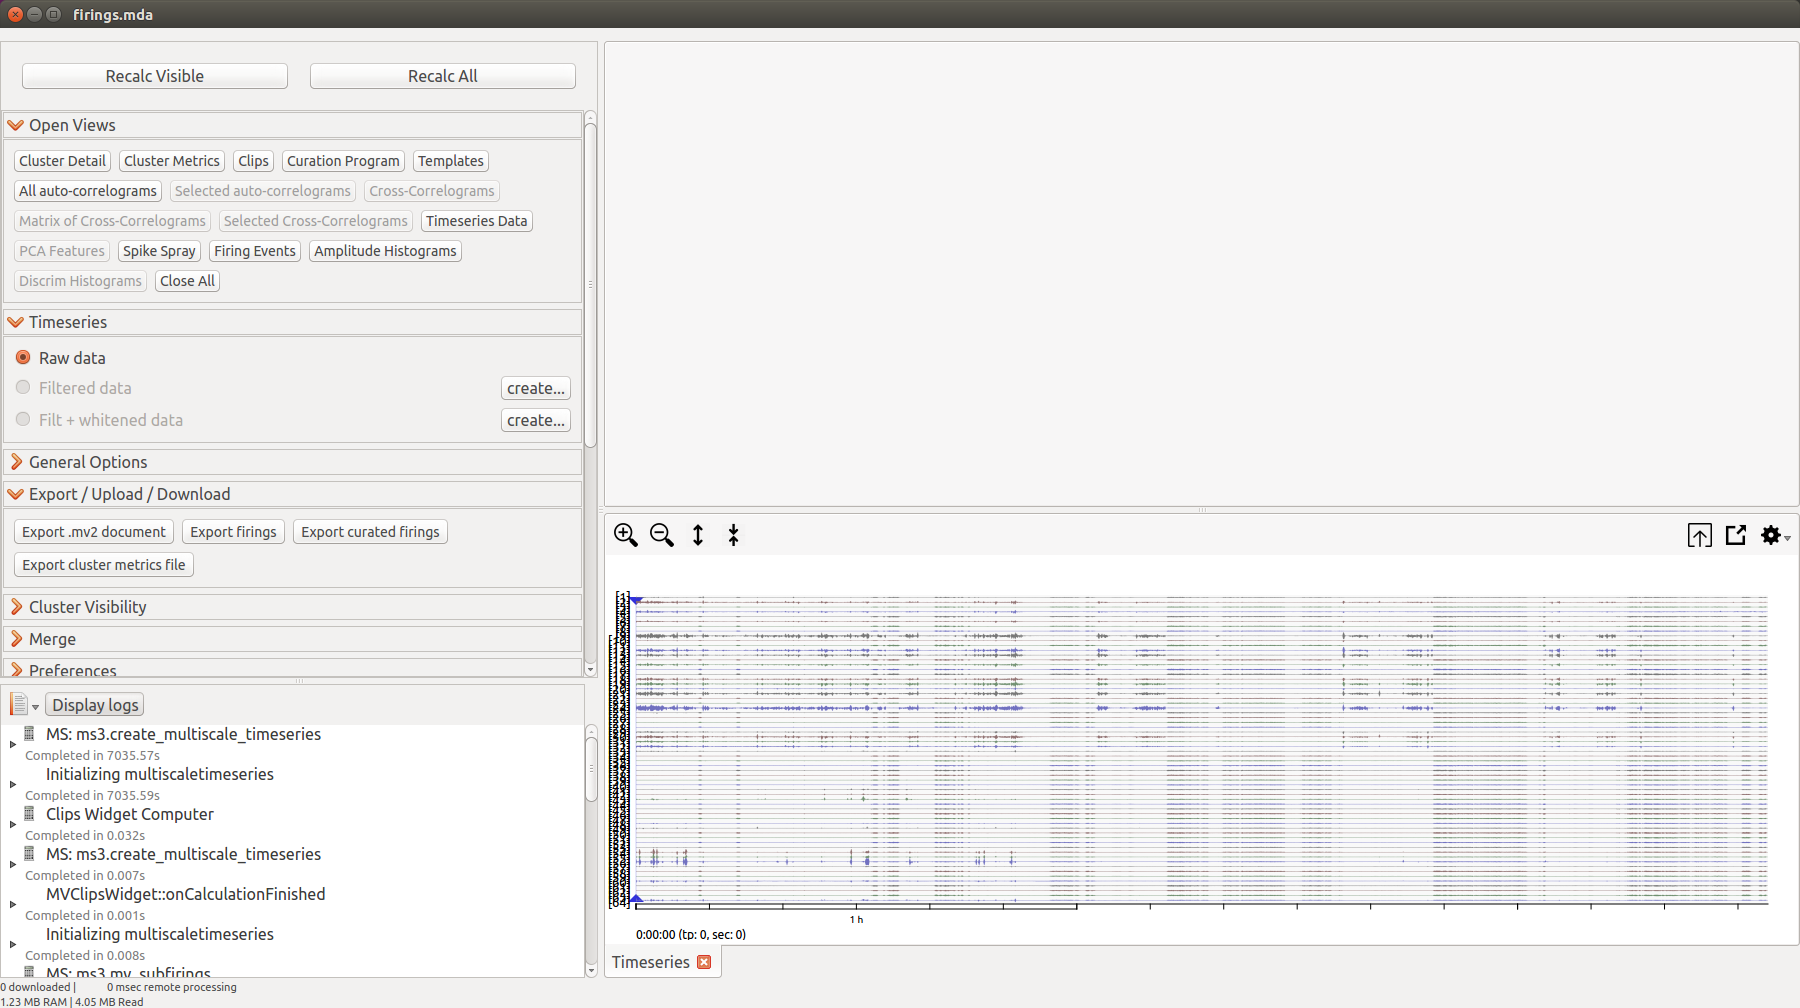 firings.mda
Recalc Visible
Recalc All
Open Views
Cluster Detail
Cluster Metrics
Clips
Curation Program
Templates
All auto-correlograms
Selected auto-correlograms
Cross-Correlograms
Matrix of Cross-Correlograms
Selected Cross-Correlograms
Timeseries Data
PCA Features
Spike Spray
Firing Events
Amplitude Histograms
Discrim Histograms
Close All
Timeseries
Raw data
Filtered data
create...
Filt + whitened data
create...
General Options
Export / Upload / Download
Export .mv2 document
Export firings
Export curated firings
Export cluster metrics file
Cluster Visibility
Merge
Preferences
Display logs
MS: ms3.create_multiscale_timeseries
Completed in 7035.57s
Initializing multiscaletimeseries
Completed in 7035.59s
Clips Widget Computer
Completed in 0.032s
MS: ms3.create_multiscale_timeseries
Completed in 0.007s
MVClipsWidget::onCalculationFinished
Completed in 0.001s
Initializing multiscaletimeseries
Completed in 0.008s
MS: ms3.mv_subfirings
0 downloaded | 0 msec remote processing
1.23 MB RAM | 4.05 MB Read
[64]
1 h
0:00:00 (tp: 0, sec: 0)
Timeseries